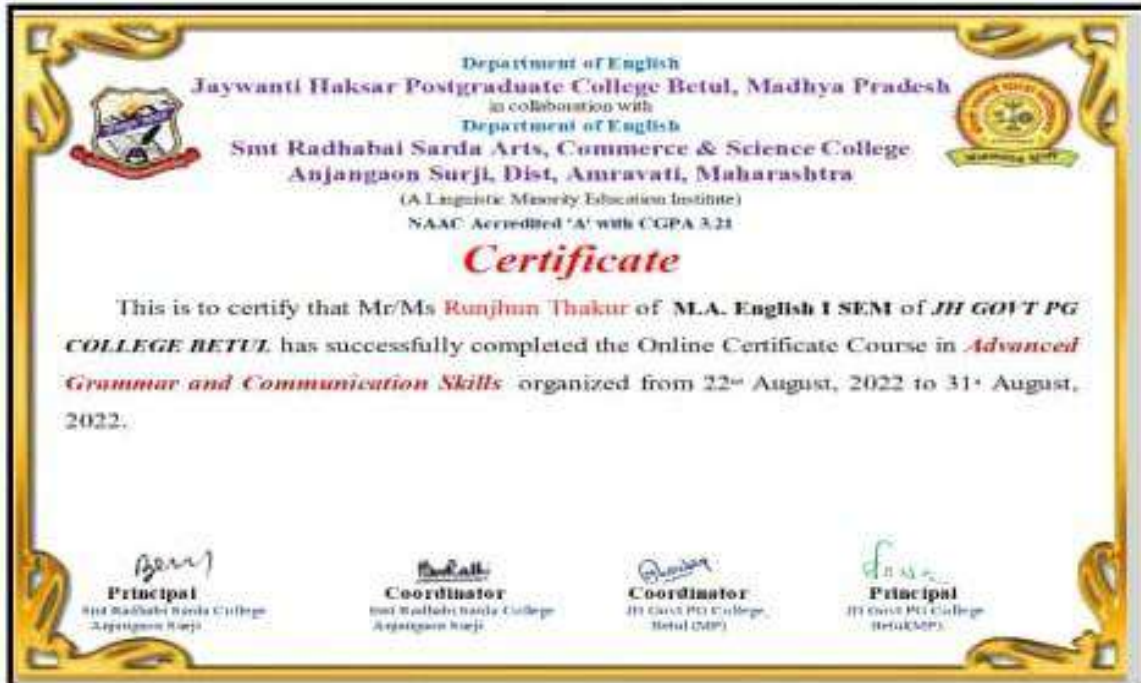 Department of English
Jaywanti Haksar Postgraduate College Betul, Madhya Pradesh
in collaboration with
Department of English
Smt Radhabai Sarda Arts, Commerce & Science College
Anjangaon Surji, Dist, Amravati, Maharashtra
(A Linguistic Minority Education Institute)
NAAC Accredited 'A' with CGPA 3.21
Certificate
This is to certify that Mr/Ms Runjhun Thakur of M.A. English I SEM of JH GOVT PG
COLLEGE BETUL has successfully completed the Online Certificate Course in Advanced
Grammar and Communication Skills organized from 22 August, 2022 to 31 August,
2022.
Principal Coordinator Coordinator Principal
Smt Radhabi Sarda College Smt Radhabi Sarda College JH Govt PG College, JH Govt PG College
Anjangaon Surji Anjangaon Surji Betul (MP) Betul(MP)